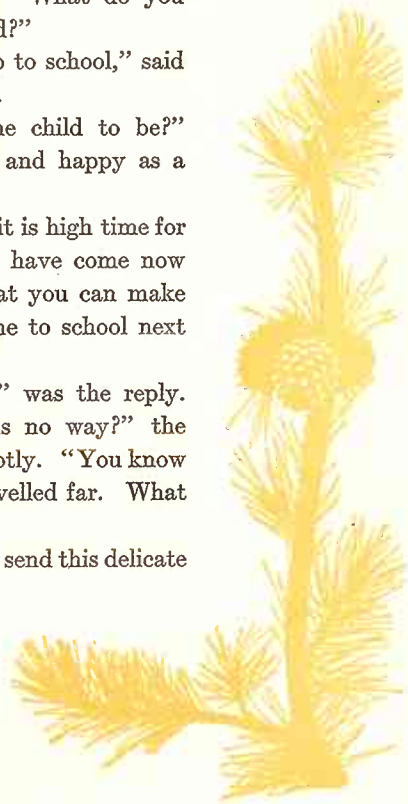 What do you
d?"
to school," said
e child to be?"
and happy as a
it is high time for
have come now
at you can make
e to school next
" was the reply.
s no way?" the
otly. "You know
velled far. What
send this delicate